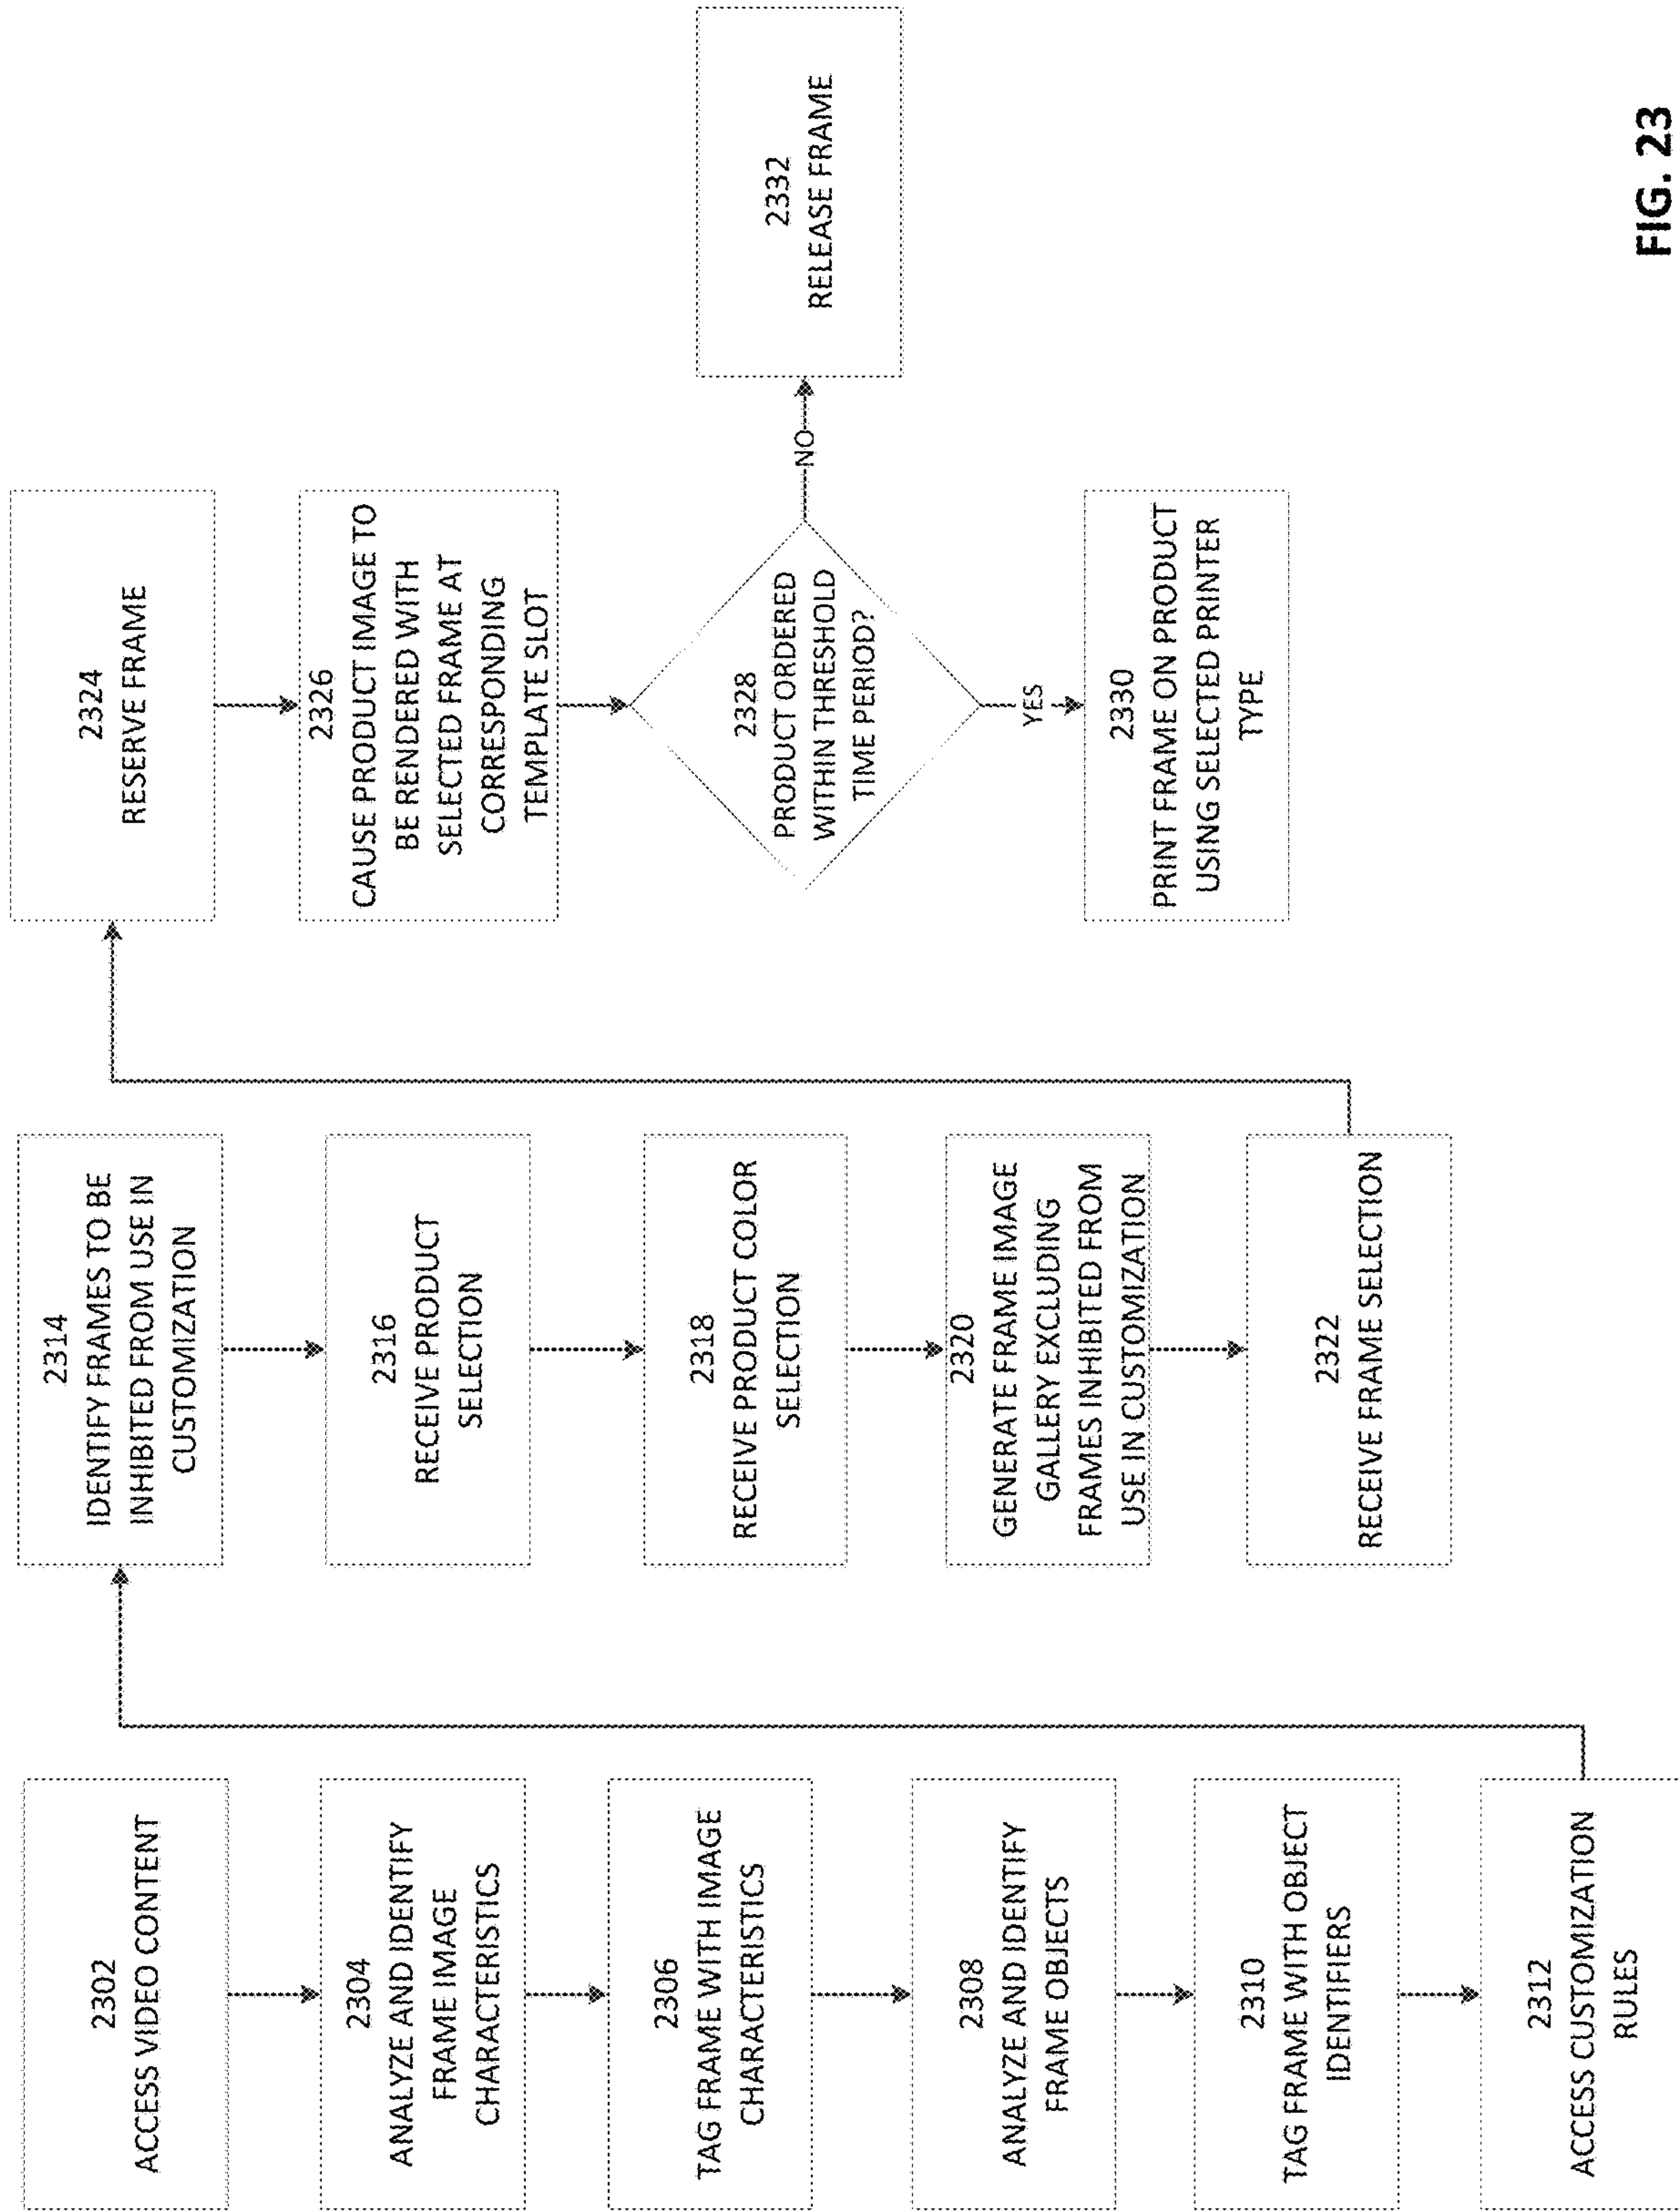 2302
ACCESS VIDEO CONTENT
2304
ANALYZE AND IDENTIFY
FRAME IMAGE
CHARACTERISTICS
2306
TAG FRAME WITH IMAGE
CHARACTERISTICS
2308
ANALYZE AND IDENTIFY
FRAME OBJECTS
2310
TAG FRAME WITH OBJECT
IDENTIFIERS
2312
ACCESS CUSTOMIZATION
RULES
2314
IDENTIFY FRAMES TO BE
INHIBITED FROM USE IN
CUSTOMIZATION
2316
RECEIVE PRODUCT
SELECTION
2318
RECEIVE PRODUCT COLOR
SELECTION
2320
GENERATE FRAME IMAGE
GALLERY EXCLUDING
FRAMES INHIBITED FROM
USE IN CUSTOMIZATION
2322
RECEIVE FRAME SELECTION
2324
RESERVE FRAME
2326
CAUSE PRODUCT IMAGE TO
BE RENDERED WITH
SELECTED FRAME AT
CORRESPONDING
TEMPLATE SLOT
2328
PRODUCT ORDERED
WITHIN THRESHOLD
TIME PERIOD?
YES
2330
PRINT FRAME ON PRODUCT
USING SELECTED PRINTER
TYPE
NO
2332
RELEASE FRAME
FIG. 23